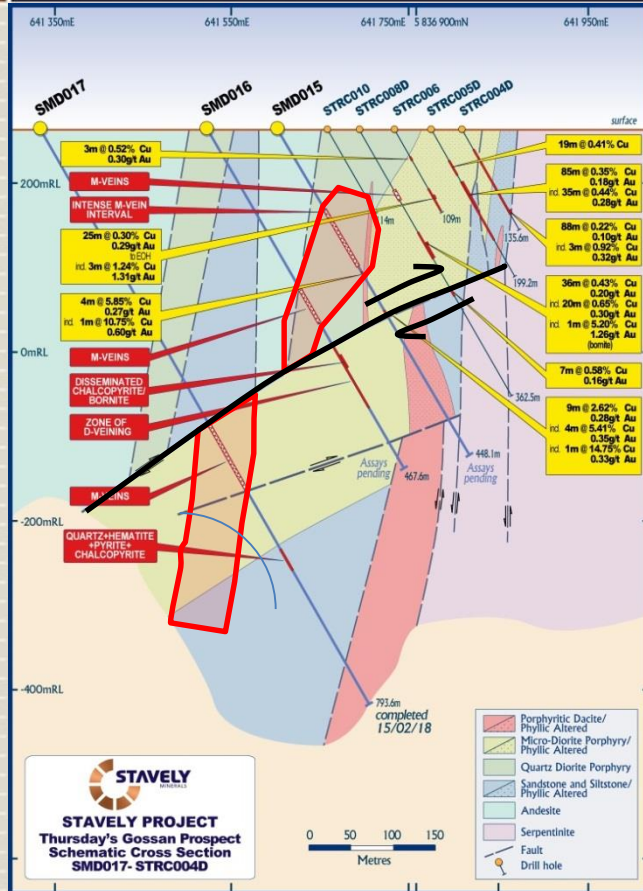 641 350mE 641 550mE 641 750mE 5 836 900mN 641 950mE
SMD017
SMD016
SMD015
STRC010
STRC008D
STRC006
STRC005D
STRC004D
surface
3m @ 0.52% Cu
0.30g/t Au
200mRL
M-VEINS
INTENSE M-VEIN
INTERVAL
25m @ 0.30% Cu
0.29g/t Au
to EOH
incl. 3m @ 1.24% Cu
1.31g/t Au
4m @ 5.85% Cu
0.27g/t Au
incl. 1m @ 10.75% Cu
0.60g/t Au
0mRL
M-VEINS
DISSEMINATED
CHALCOPYRITE/
BORNITE
ZONE OF
D-VEINING
M-VEINS
-200mRL
QUARTZ+HEMATITE
+PYRITE+
CHALCOPYRITE
-400mRL
19m @ 0.41% Cu
85m @ 0.35% Cu
0.18g/t Au
incl. 35m @ 0.44% Cu
0.28g/t Au
88m @ 0.22% Cu
0.10g/t Au
incl. 3m @ 0.92% Cu
0.32g/t Au
36m @ 0.43% Cu
0.20g/t Au
incl. 20m @ 0.65% Cu
0.30g/t Au
incl. 1m @ 5.20% Cu
1.26g/t Au
(bornite)
7m @ 0.58% Cu
0.16g/t Au
9m @ 2.62% Cu
0.28g/t Au
incl. 4m @ 5.41% Cu
0.35g/t Au
incl. 1m @ 14.75% Cu
0.33g/t Au
14m
109m
135.6m
199.2m
362.5m
448.1m
Assays
pending
467.6m
Assays
pending
793.6m
completed
15/02/18
STAVELY
MINERALS
STAVELY PROJECT
Thursday's Gossan Prospect
Schematic Cross Section
SMD017- STRC004D
0 50 100 150
Metres
Porphyritic Dacite/
Phyllic Altered
Micro-Diorite Porphyry/
Phyllic Altered
Quartz Diorite Porphyry
Sandstone and Siltstone/
Phyllic Altered
Andesite
Serpentinite
Fault
Drill hole